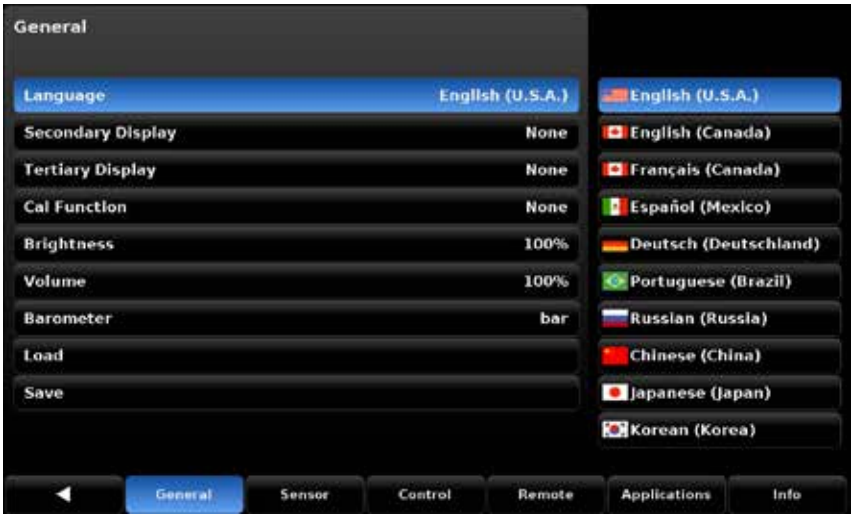 General
Language English (U.S.A.)
Secondary Display None
Tertiary Display None
Cal Function None
Brightness 100%
Volume 100%
Barometer bar
Load
Save
English (U.S.A.)
English (Canada)
Français (Canada)
Español (Mexico)
Deutsch (Deutschland)
Portuguese (Brazil)
Russian (Russia)
Chinese (China)
Japanese (Japan)
Korean (Korea)
General Sensor Control Remote Applications Info